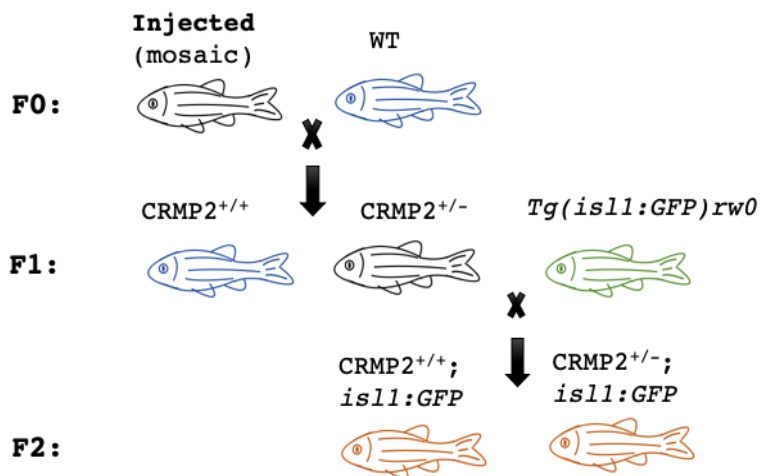 Injected
(mosaic)
WT
F0:
CRMP2+/+
CRMP2+/-
Tg(isl1:GFP)rw0
F1:
CRMP2+/+;
isl1:GFP
CRMP2+/-;
isl1:GFP
F2: